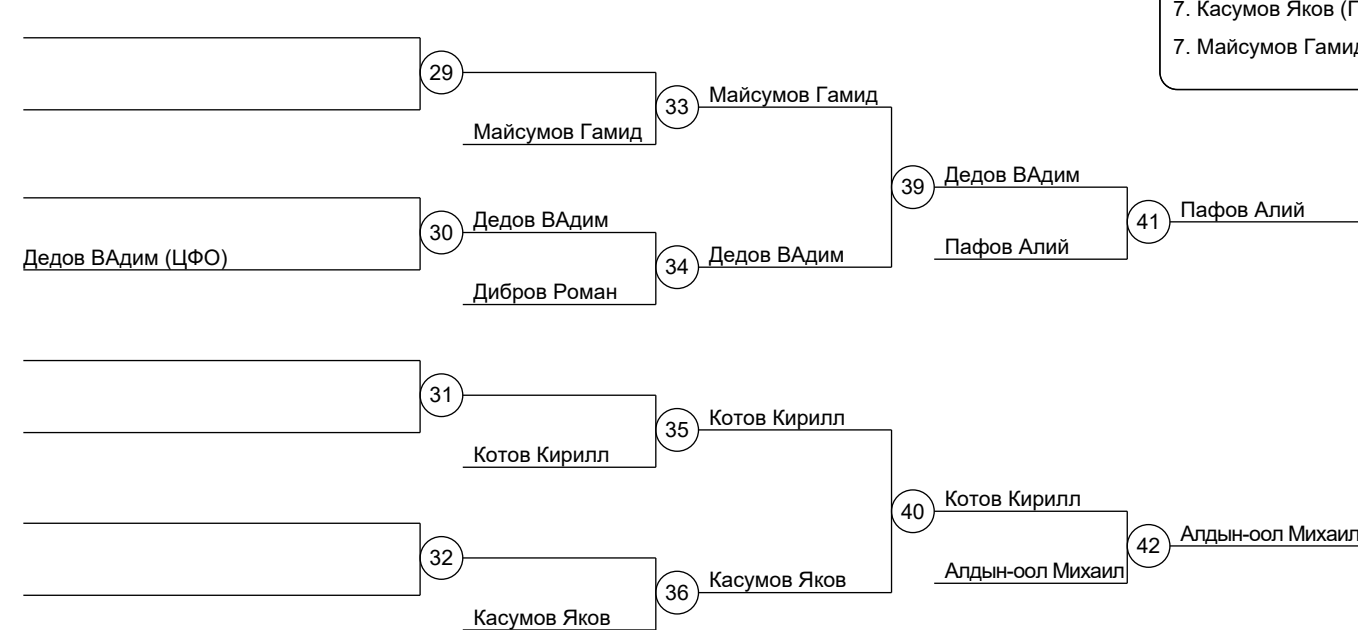 7. Касумов Яков (П
7. Майсумов Гамид
29
Майсумов Гамид
33
Майсумов Гамид
Дедов ВАдим (ЦФО)
30
Дедов ВАдим
Дибров Роман
34
Дедов ВАдим
39
Дедов ВАдим
Пафов Алий
41
Пафов Алий
31
Котов Кирилл
35
Котов Кирилл
32
Касумов Яков
36
Касумов Яков
40
Котов Кирилл
Алдын-оол Михаил
42
Алдын-оол Михаил